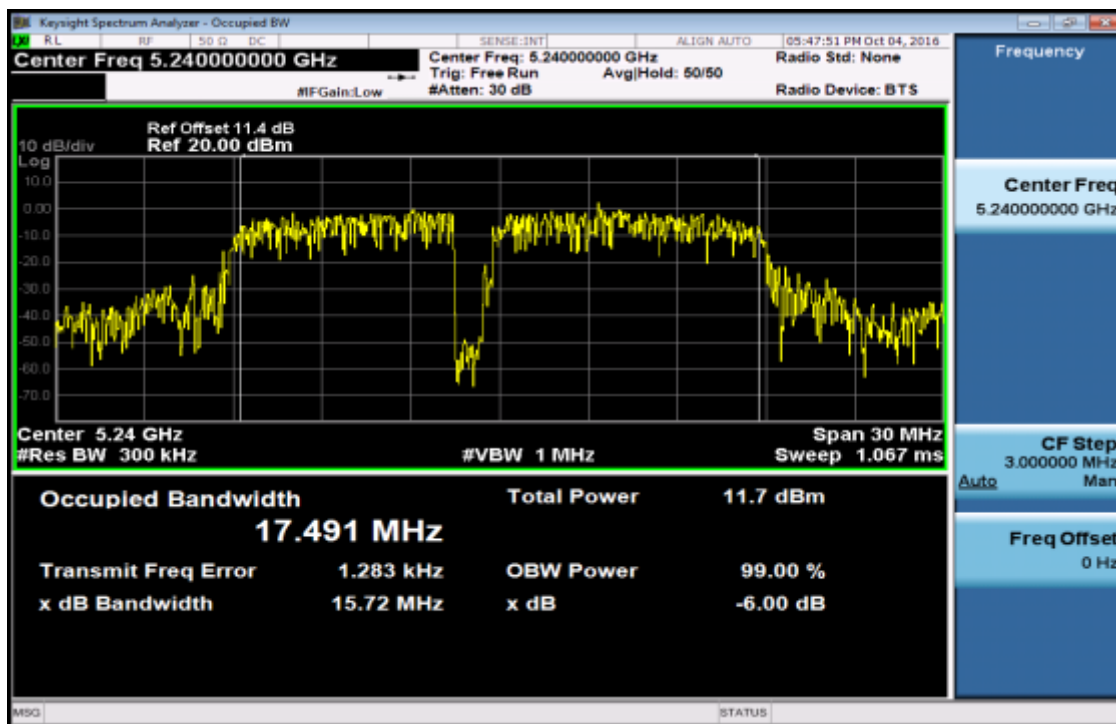 Keysight Spectrum Analyzer - Occupied BW
RL RF 50 Ω DC SENSE:INT ALIGN AUTO 05:47:51 PM Oct 04, 2016
Center Freq 5.240000000 GHz
Center Freq: 5.240000000 GHz Radio Std: None
Trig: Free Run Avg|Hold: 50/50
#IFGain:Low #Atten: 30 dB Radio Device: BTS
Ref Offset 11.4 dB
10 dB/div Ref 20.00 dBm
Log
10.0
0.00
-10.0
-20.0
-30.0
-40.0
-50.0
-60.0
-70.0
Center 5.24 GHz Span 30 MHz
#Res BW 300 kHz #VBW 1 MHz Sweep 1.067 ms
Occupied Bandwidth Total Power 11.7 dBm
17.491 MHz
Transmit Freq Error 1.283 kHz OBW Power 99.00 %
x dB Bandwidth 15.72 MHz x dB -6.00 dB
MSG STATUS
Frequency
Center Freq
5.240000000 GHz
CF Step
3.000000 MHz
Auto Man
Freq Offset
0 Hz